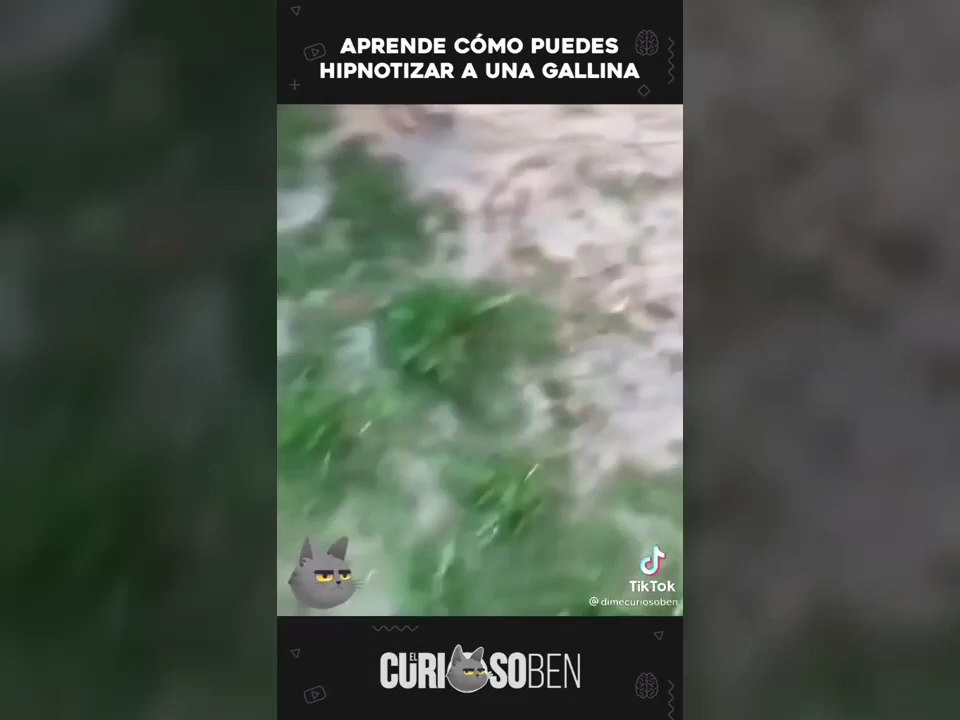 APRENDE CÓMO PUEDES
HIPNOTIZAR A UNA GALLINA
TikTok
@dimecuriosoben
EL
CURIOSOBEN